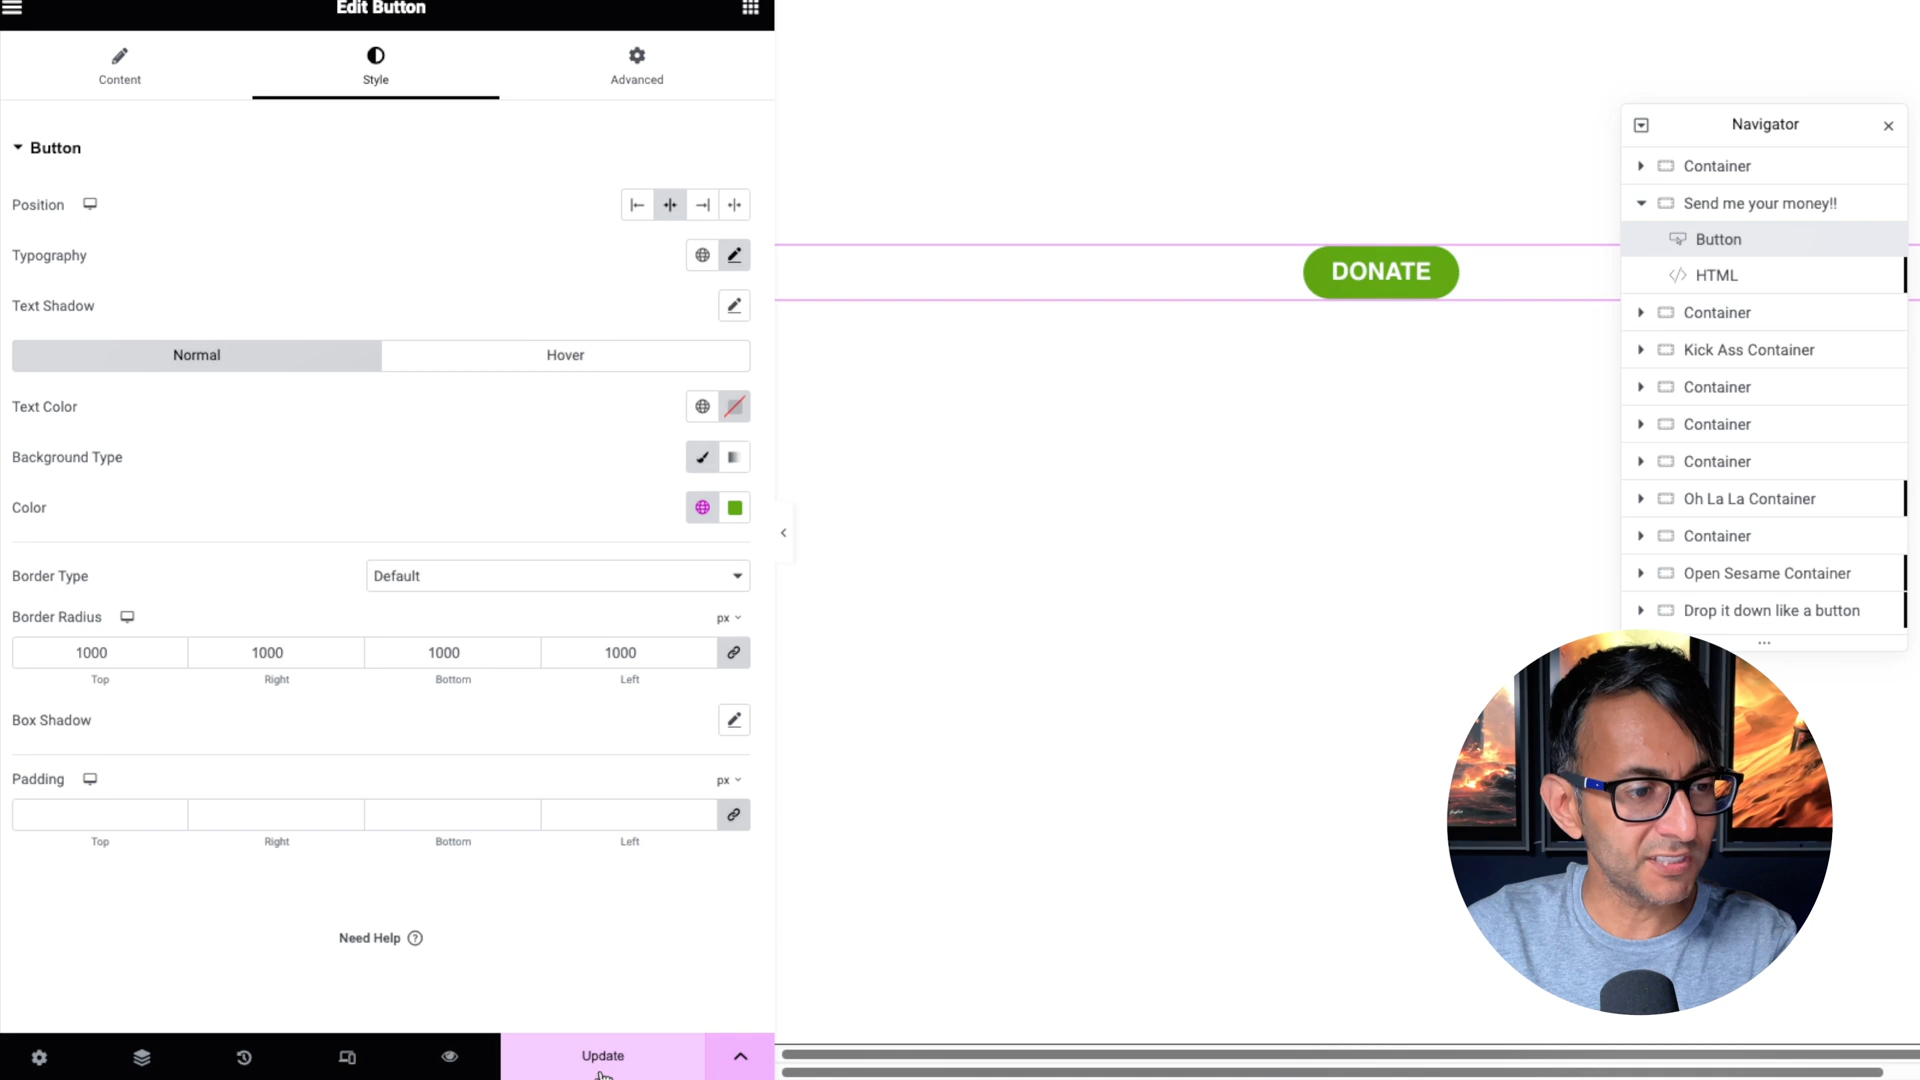 Edit Button
Content
Style
Advanced
Button
Position
Typography
Text Shadow
Normal
Hover
Text Color
Background Type
Color
Border Type
Default
Border Radius
px
1000
1000
1000
1000
Top
Right
Bottom
Left
Box Shadow
Padding
px
Top
Right
Bottom
Left
Need Help
Update
DONATE
Navigator
Container
Send me your money!!
Button
HTML
Container
Kick Ass Container
Container
Container
Container
Oh La La Container
Container
Open Sesame Container
Drop it down like a button